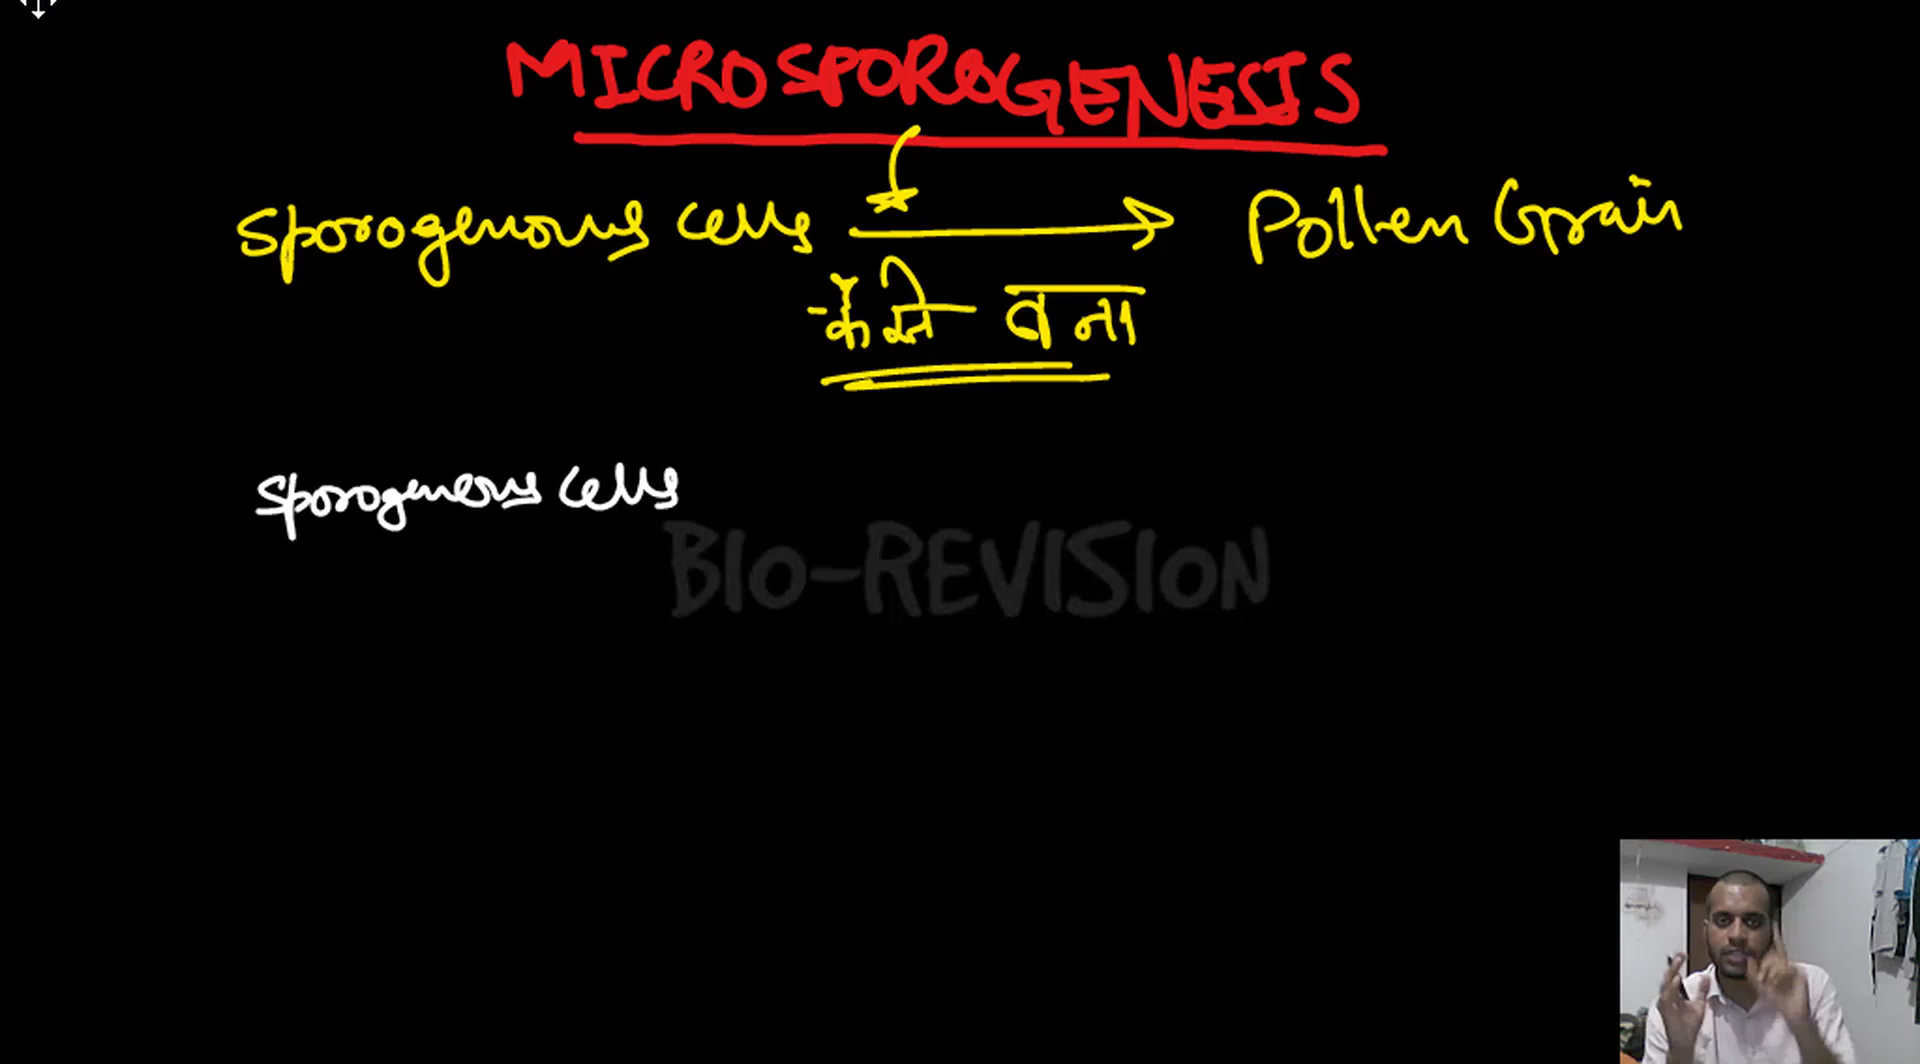 MICROSPOROGENESIS
Sporogenous cells → Pollen Grain
कैसे बना
Sporogenous cells
BIO-REVISION